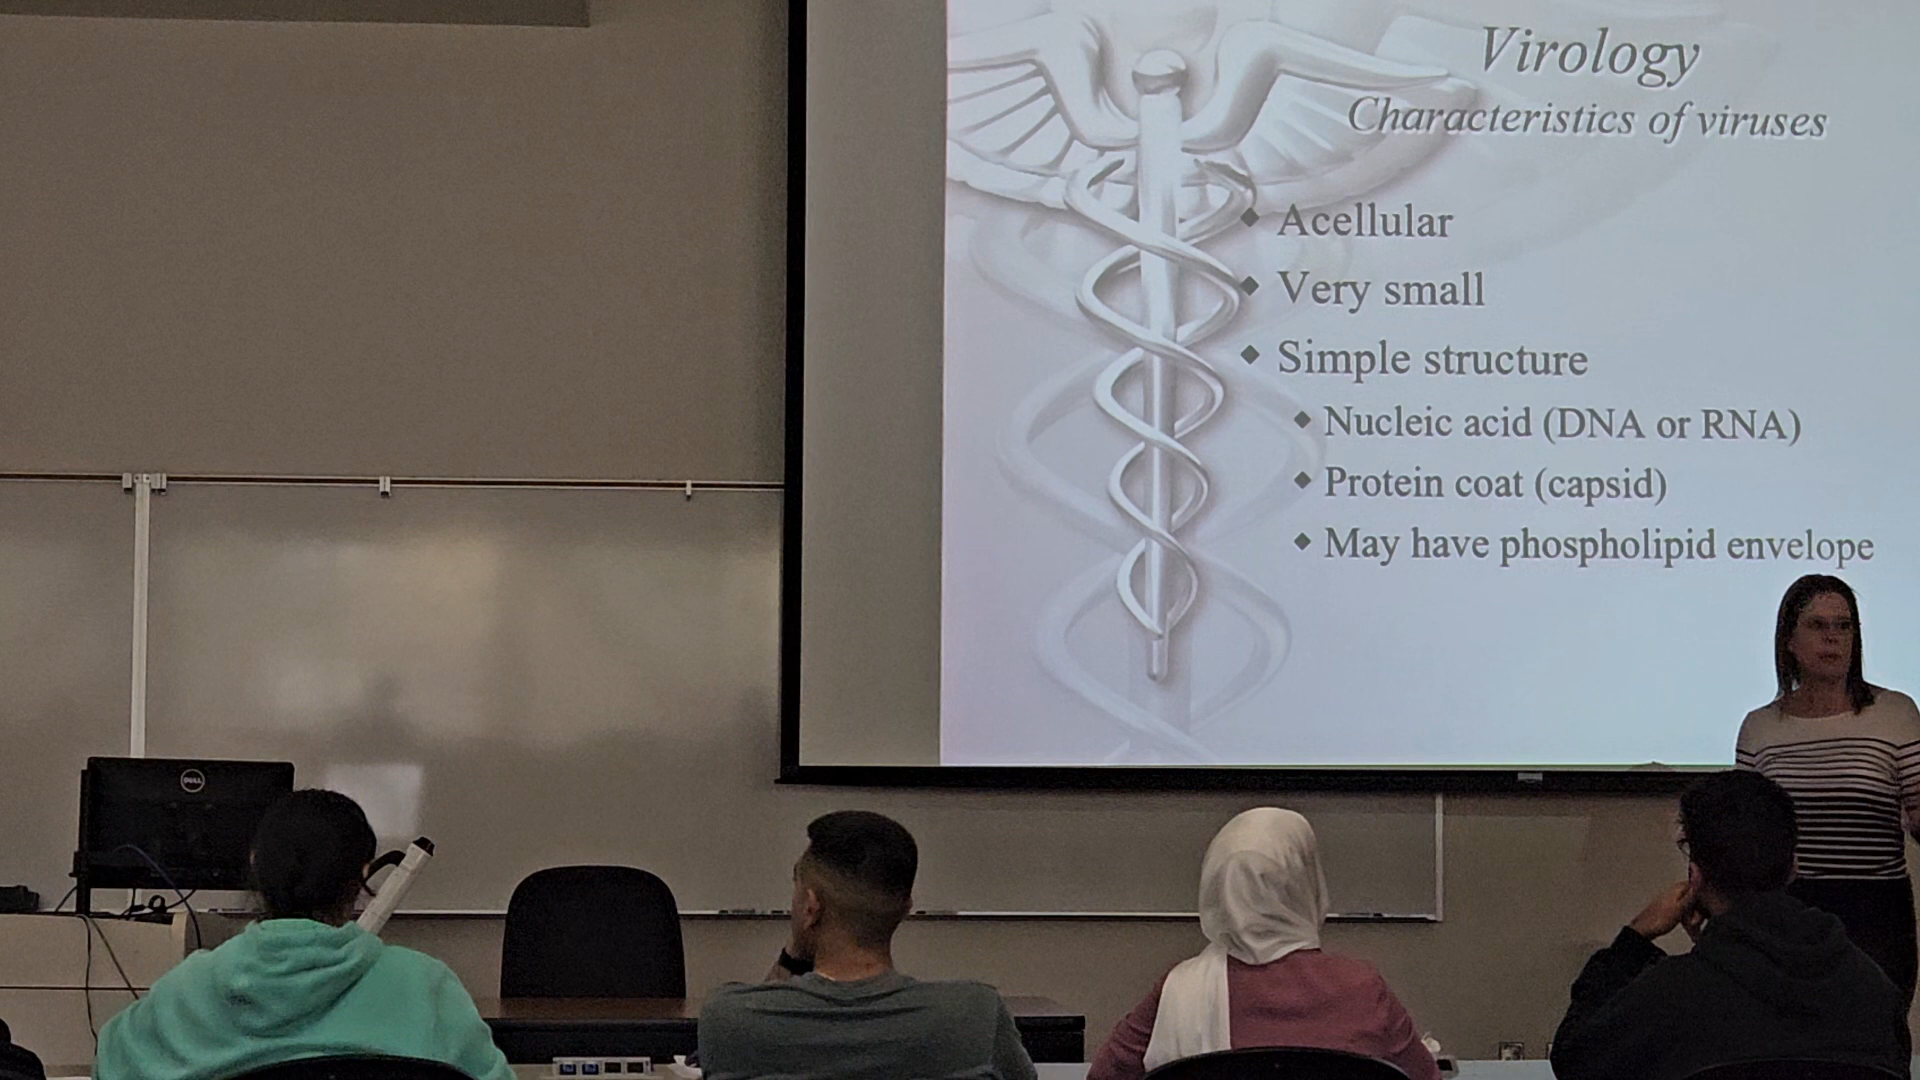 Virology
Characteristics of viruses
Acellular
Very small
Simple structure
Nucleic acid (DNA or RNA)
Protein coat (capsid)
May have phospholipid envelope
DELL